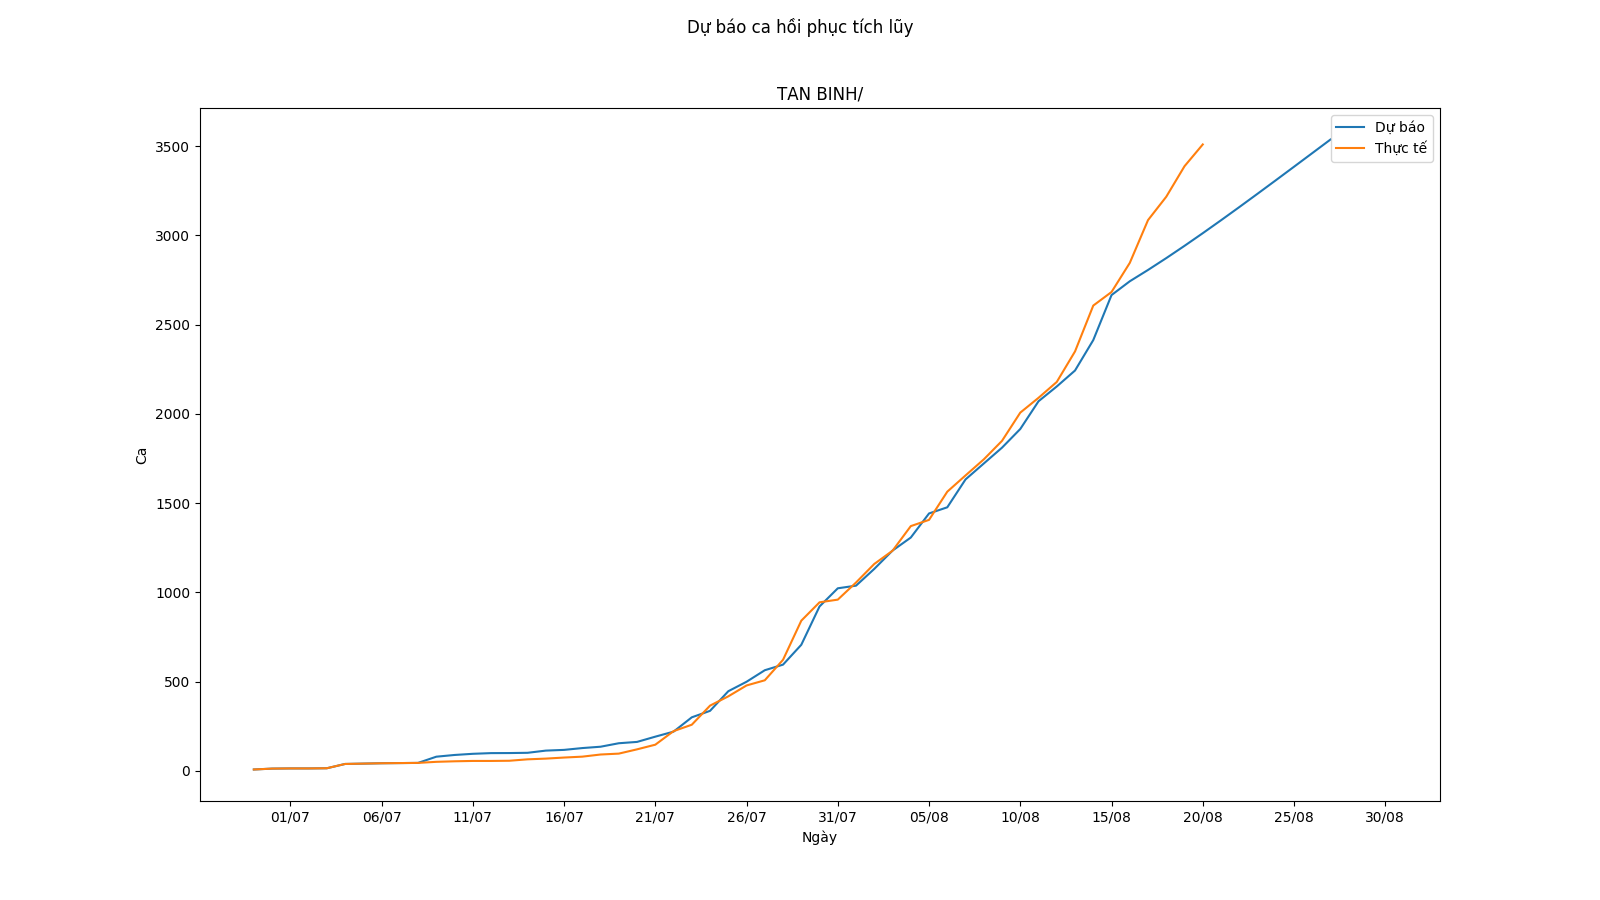 Dự báo ca hồi phục tích lũy
TAN BINH/
Dự báo
Thực tế
3500
3000
2500
2000
1500
1000
500
0
Ca
01/07 06/07 11/07 16/07 21/07 26/07 31/07 05/08 10/08 15/08 20/08 25/08 30/08
Ngày